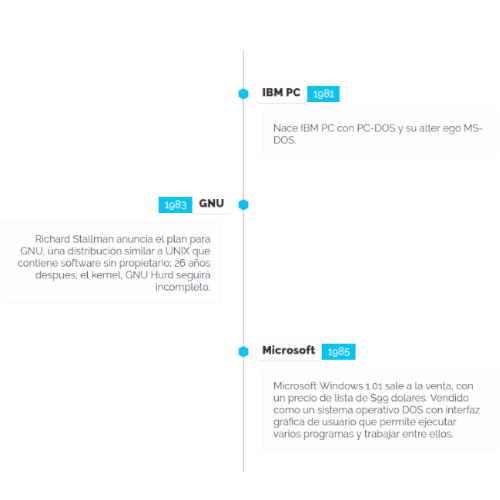 IBM PC 1981
Nace IBM PC con PC-DOS y su alter ego MS-
DOS.
1983 GNU
Richard Stallman anuncia el plan para
GNU, una distribución similar a UNIX que
contiene software sin propietario; 26 años
despues, el kernel, GNU Hurd seguirá
incompleto.
Microsoft 1985
Microsoft Windows 1.01 sale a la venta, con
un precio de lista de $99 dolares. Vendido
como un sistema operativo DOS con interfaz
gráfica de usuario que permite ejecutar
varios programas y trabajar entre ellos.